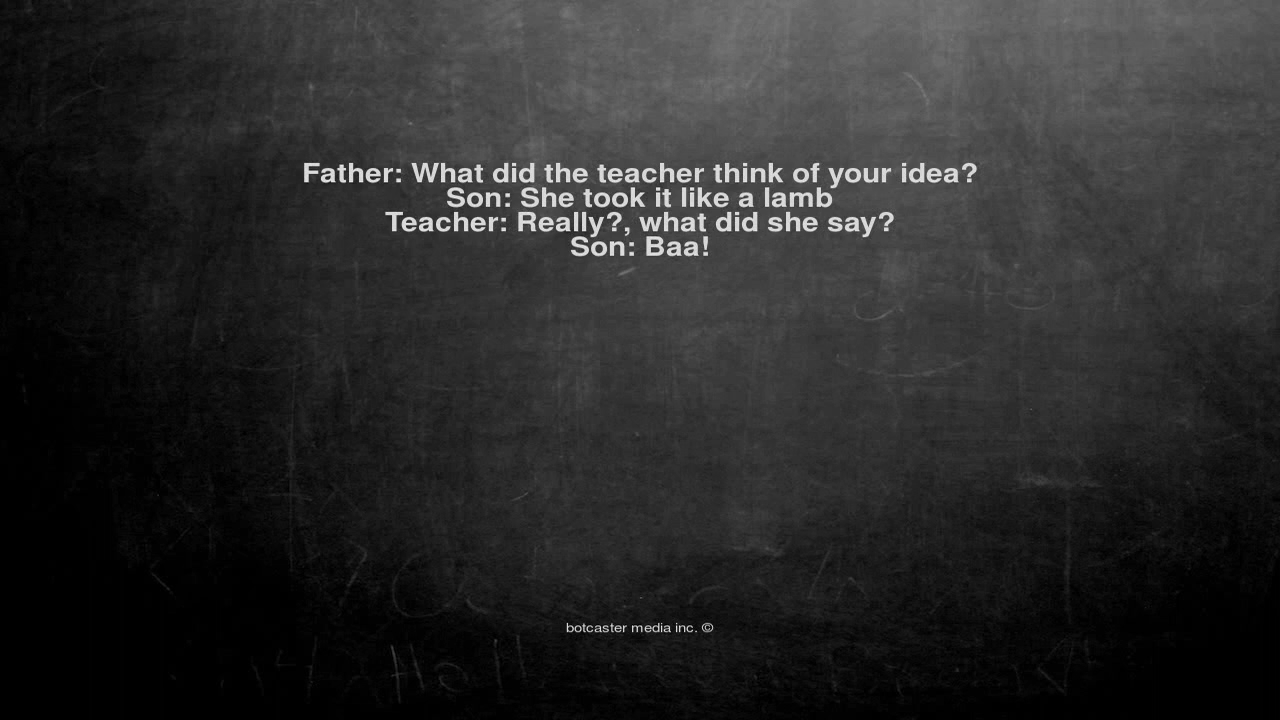 Father: What did the teacher think of your idea?
Son: She took it like a lamb
Teacher: Really?, what did she say?
Son: Baa!
botcaster media inc. ©